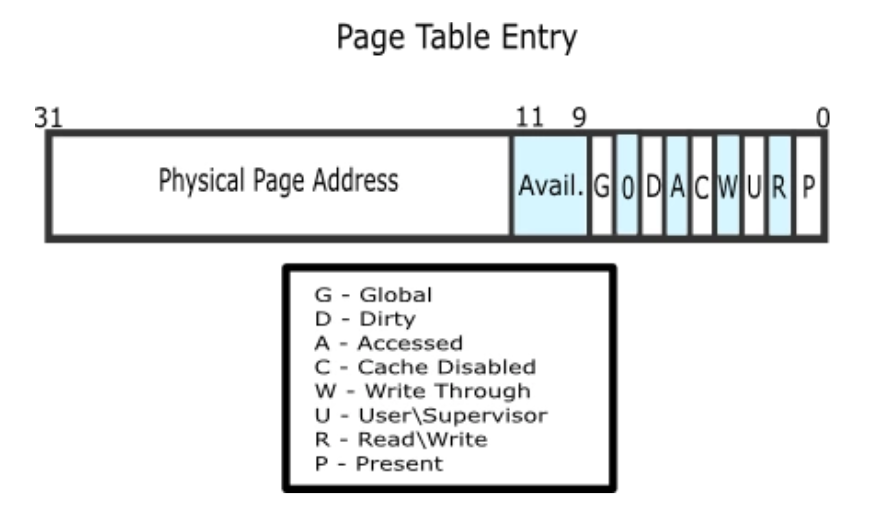 Page Table Entry
31 11 9 0
Physical Page Address Avail. G 0 D A C W U R P
G - Global
D - Dirty
A - Accessed
C - Cache Disabled
W - Write Through
U - User\Supervisor
R - Read\Write
P - Present